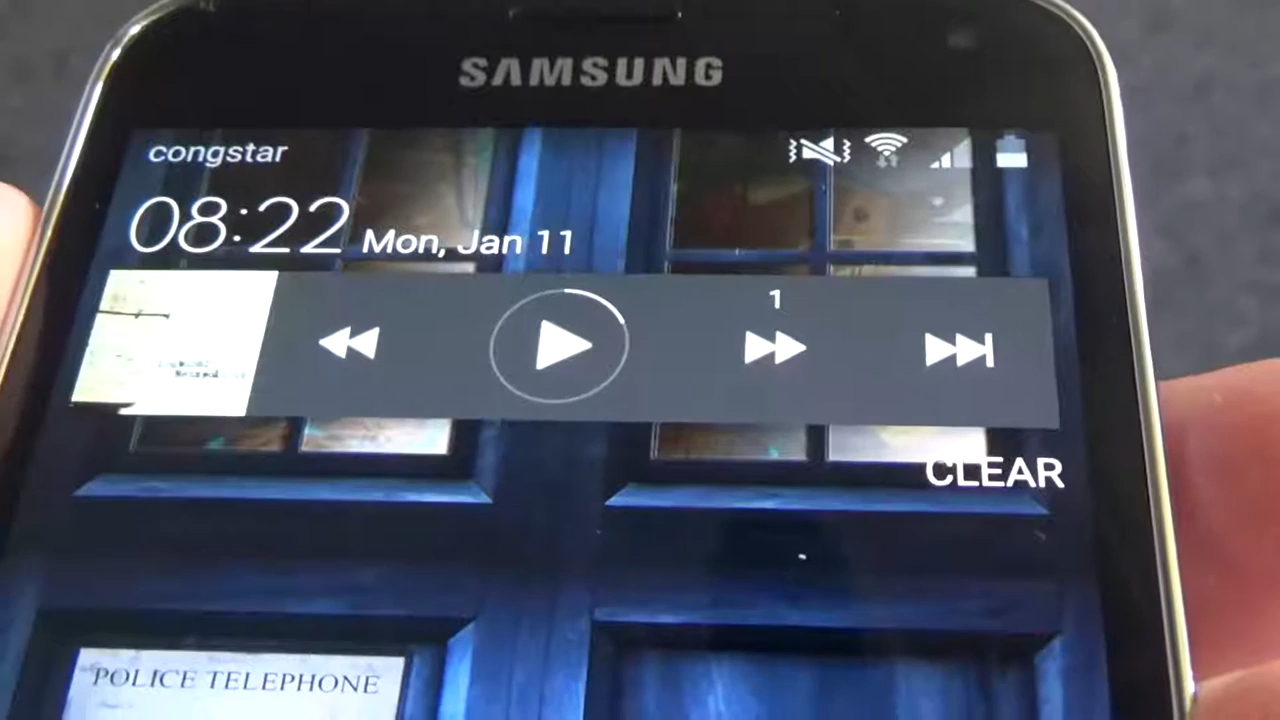 SAMSUNG
congstar
08:22 Mon, Jan 11
1
CLEAR
POLICE TELEPHONE